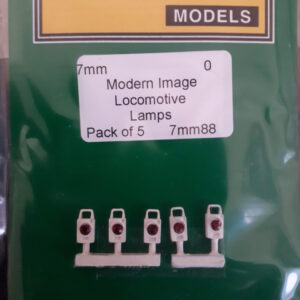 MODELS
7mm 0
Modern Image
Locomotive
Lamps
Pack of 5 7mm88